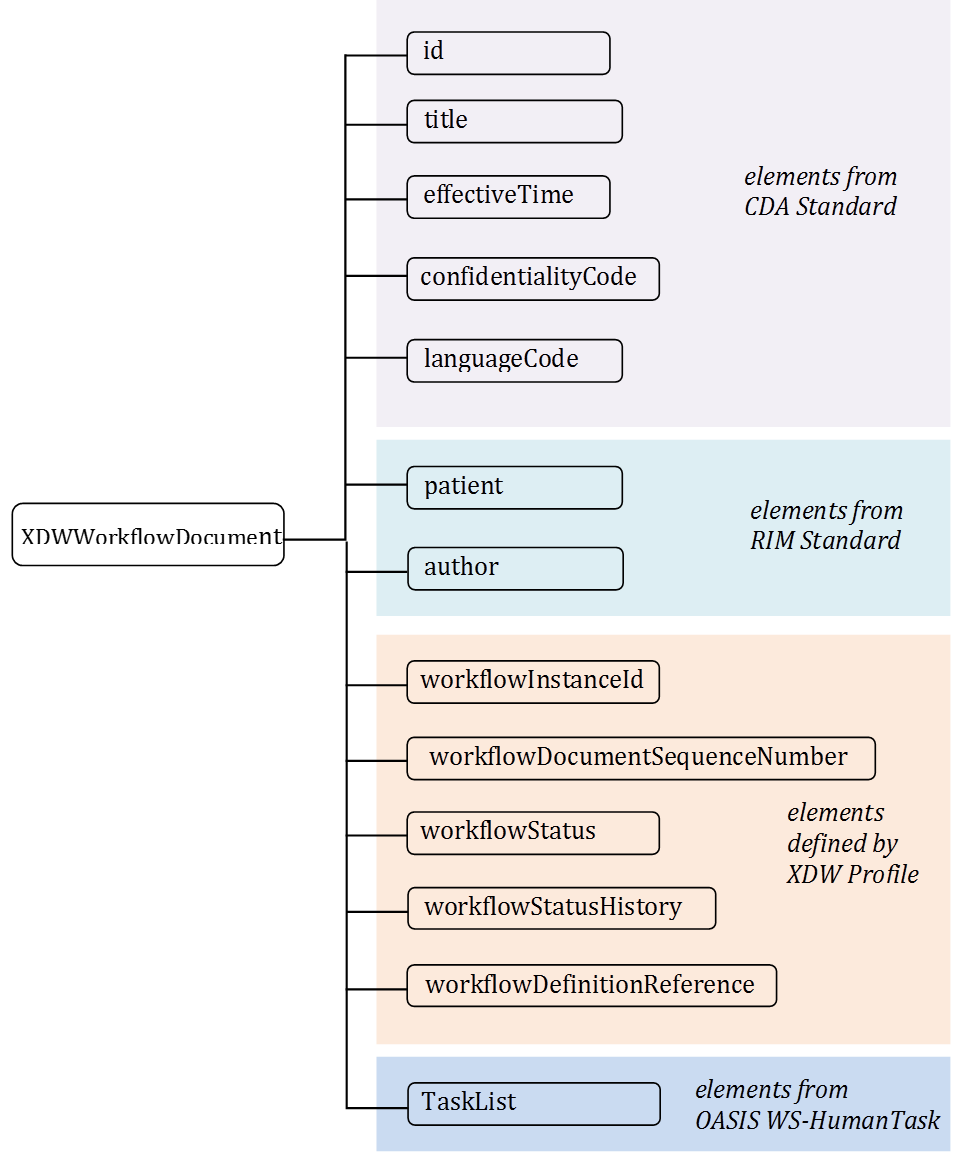 id
title
effectiveTime
elements from
CDA Standard
confidentialityCode
languageCode
patient
elements from
RIM Standard
XDWWorkflowDocument
author
workflowInstanceId
workflowDocumentSequenceNumber
workflowStatus
elements
defined by
XDW Profile
workflowStatusHistory
workflowDefinitionReference
TaskList
elements from
OASIS WS-HumanTask